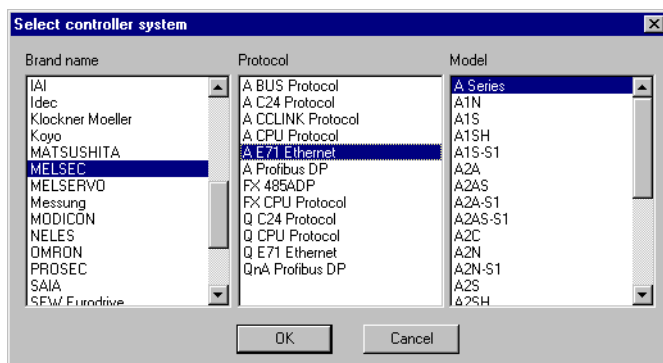 Select controller system
Brand name
IAI
Idec
Klockner Moeller
Koyo
MATSUSHITA
MELSEC
MELSERVO
Messung
MODICON
NELES
OMRON
PROSEC
SAIA
SEW Eurodrive
Protocol
A BUS Protocol
A C24 Protocol
A CCLINK Protocol
A CPU Protocol
A E71 Ethernet
A Profibus DP
FX 485ADP
FX CPU Protocol
Q C24 Protocol
Q CPU Protocol
Q E71 Ethernet
QnA Profibus DP
Model
A Series
A1N
A1S
A1SH
A1S-S1
A2A
A2AS
A2A-S1
A2AS-S1
A2C
A2N
A2N-S1
A2S
A2SH
OK
Cancel